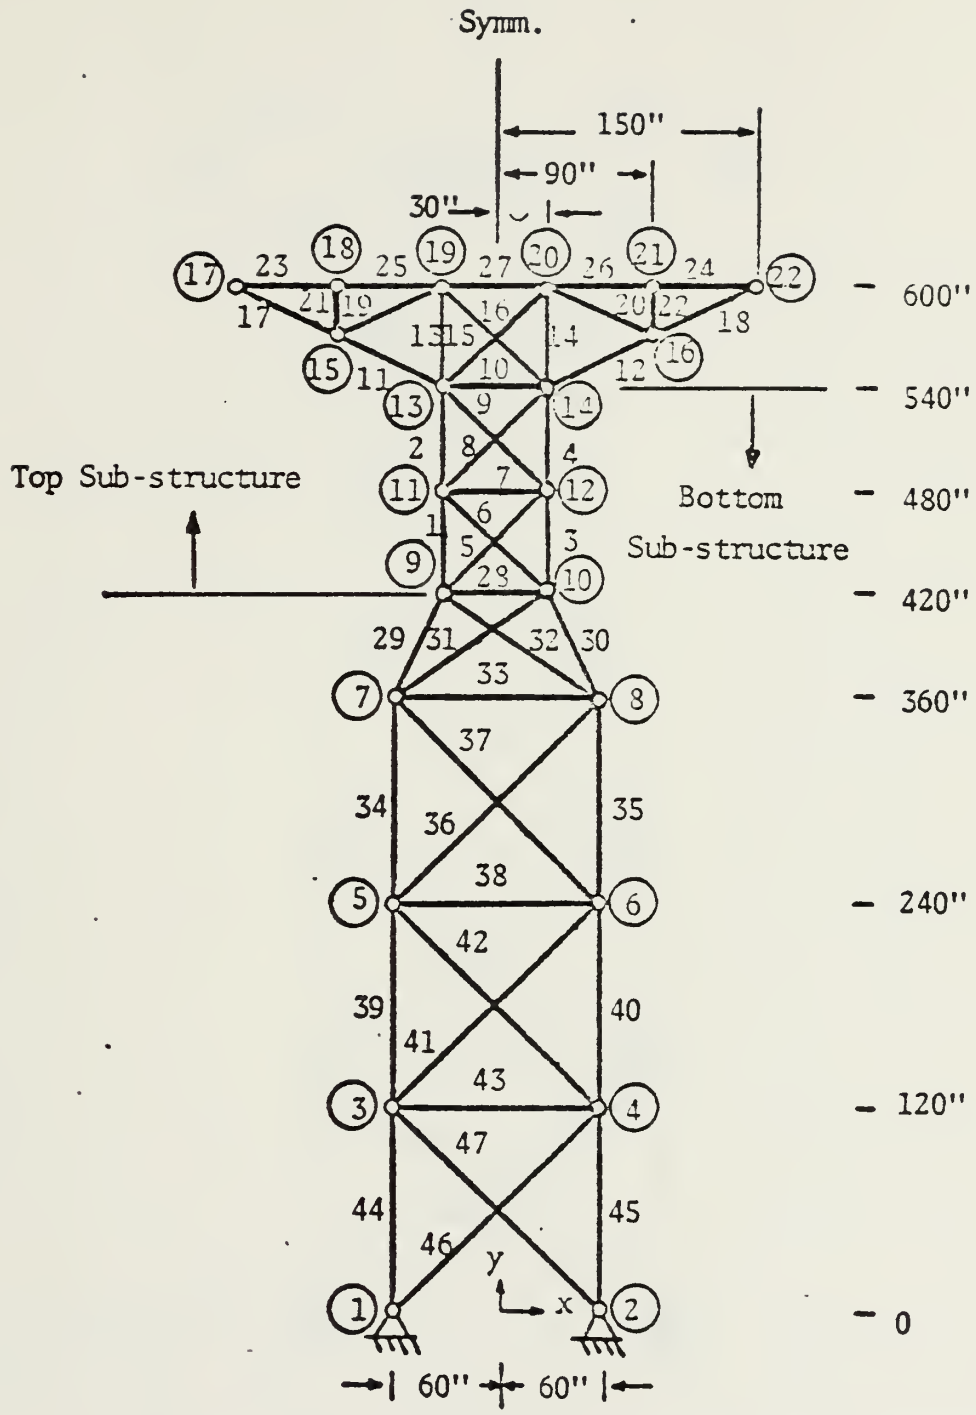 Symm.
150"
90"
30"
17 23 18 25 19 27 20 26 21 24 22
600"
17 21 19 13 15 16 14 20 22 18
15 11 10 12 16
13 9 14
540"
2 8 4
Top Sub-structure
11 7 12
480"
Bottom
Sub-structure
1 6 5 3
9 28 10
420"
29 31 32 30
33
7 8
360"
37
34 36 35
38
5 6
240"
42
39 41 40
43
3 4
120"
47
44 46 45
y
1 x 2
0
60" 60"